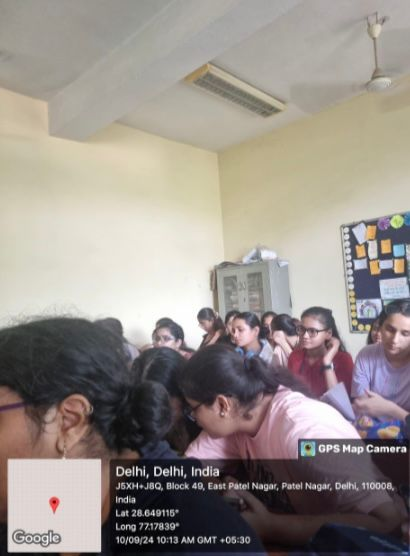 GPS Map Camera
Delhi, Delhi, India
J5XH+J8Q, Block 49, East Patel Nagar, Patel Nagar, Delhi, 110008,
India
Lat 28.649115°
Long 77.17839°
10/09/24 10:13 AM GMT +05:30
Google